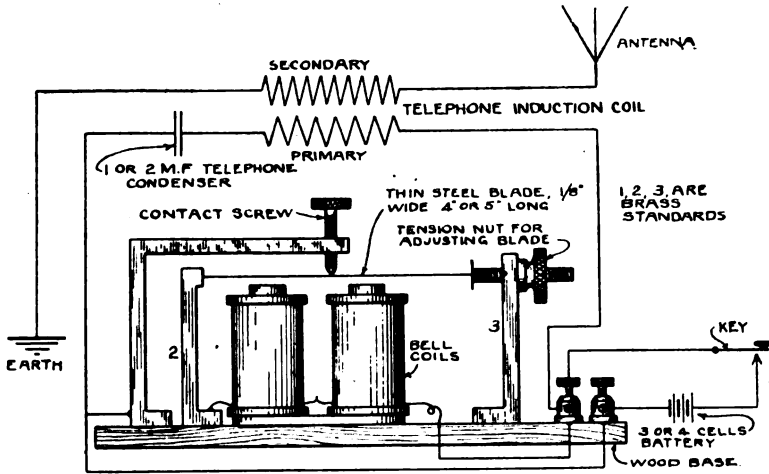 ANTENNA
SECONDARY
TELEPHONE INDUCTION COIL
PRIMARY
1 OR 2 M.F TELEPHONE
CONDENSER
THIN STEEL BLADE, 1/8"
WIDE 4" OR 5" LONG
1, 2, 3, ARE
BRASS
STANDARDS
CONTACT SCREW
TENSION NUT FOR
ADJUSTING BLADE
EARTH
2
3
BELL
COILS
KEY
3 OR 4 CELLS
BATTERY
WOOD BASE.